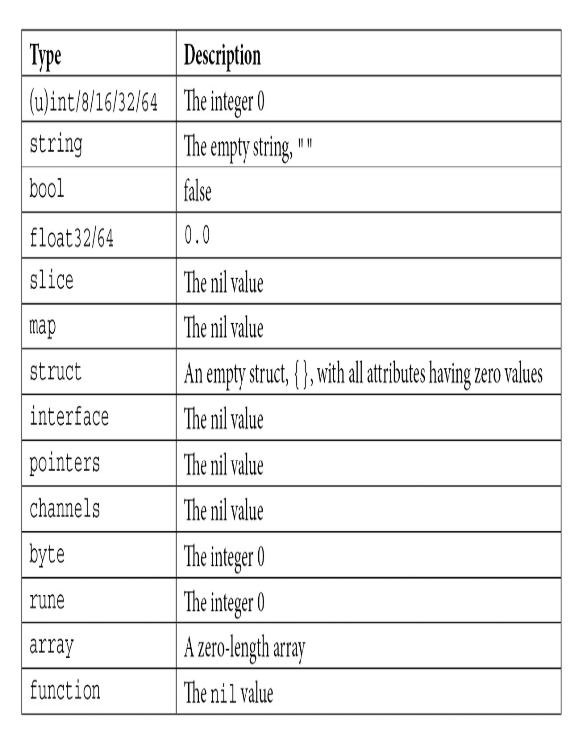 Type Description
(u)int/8/16/32/64 The integer 0
string The empty string, ""
bool false
float32/64 0.0
slice The nil value
map The nil value
struct An empty struct, {}, with all attributes having zero values
interface The nil value
pointers The nil value
channels The nil value
byte The integer 0
rune The integer 0
array A zero-length array
function The nil value